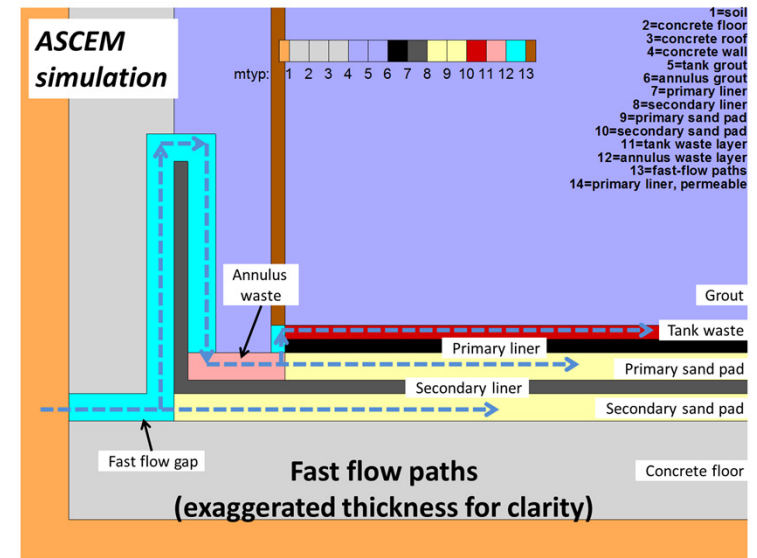 ASCEM
simulation
mtyp: 1 2 3 4 5 6 7 8 9 10 11 12 13
1=soil
2=concrete floor
3=concrete roof
4=concrete wall
5=tank grout
6=annulus grout
7=primary liner
8=secondary liner
9=primary sand pad
10=secondary sand pad
11=tank waste layer
12=annulus waste layer
13=fast-flow paths
14=primary liner, permeable
Annulus
waste
Grout
Tank waste
Primary liner
Primary sand pad
Secondary liner
Secondary sand pad
Fast flow gap
Concrete floor
Fast flow paths
(exaggerated thickness for clarity)